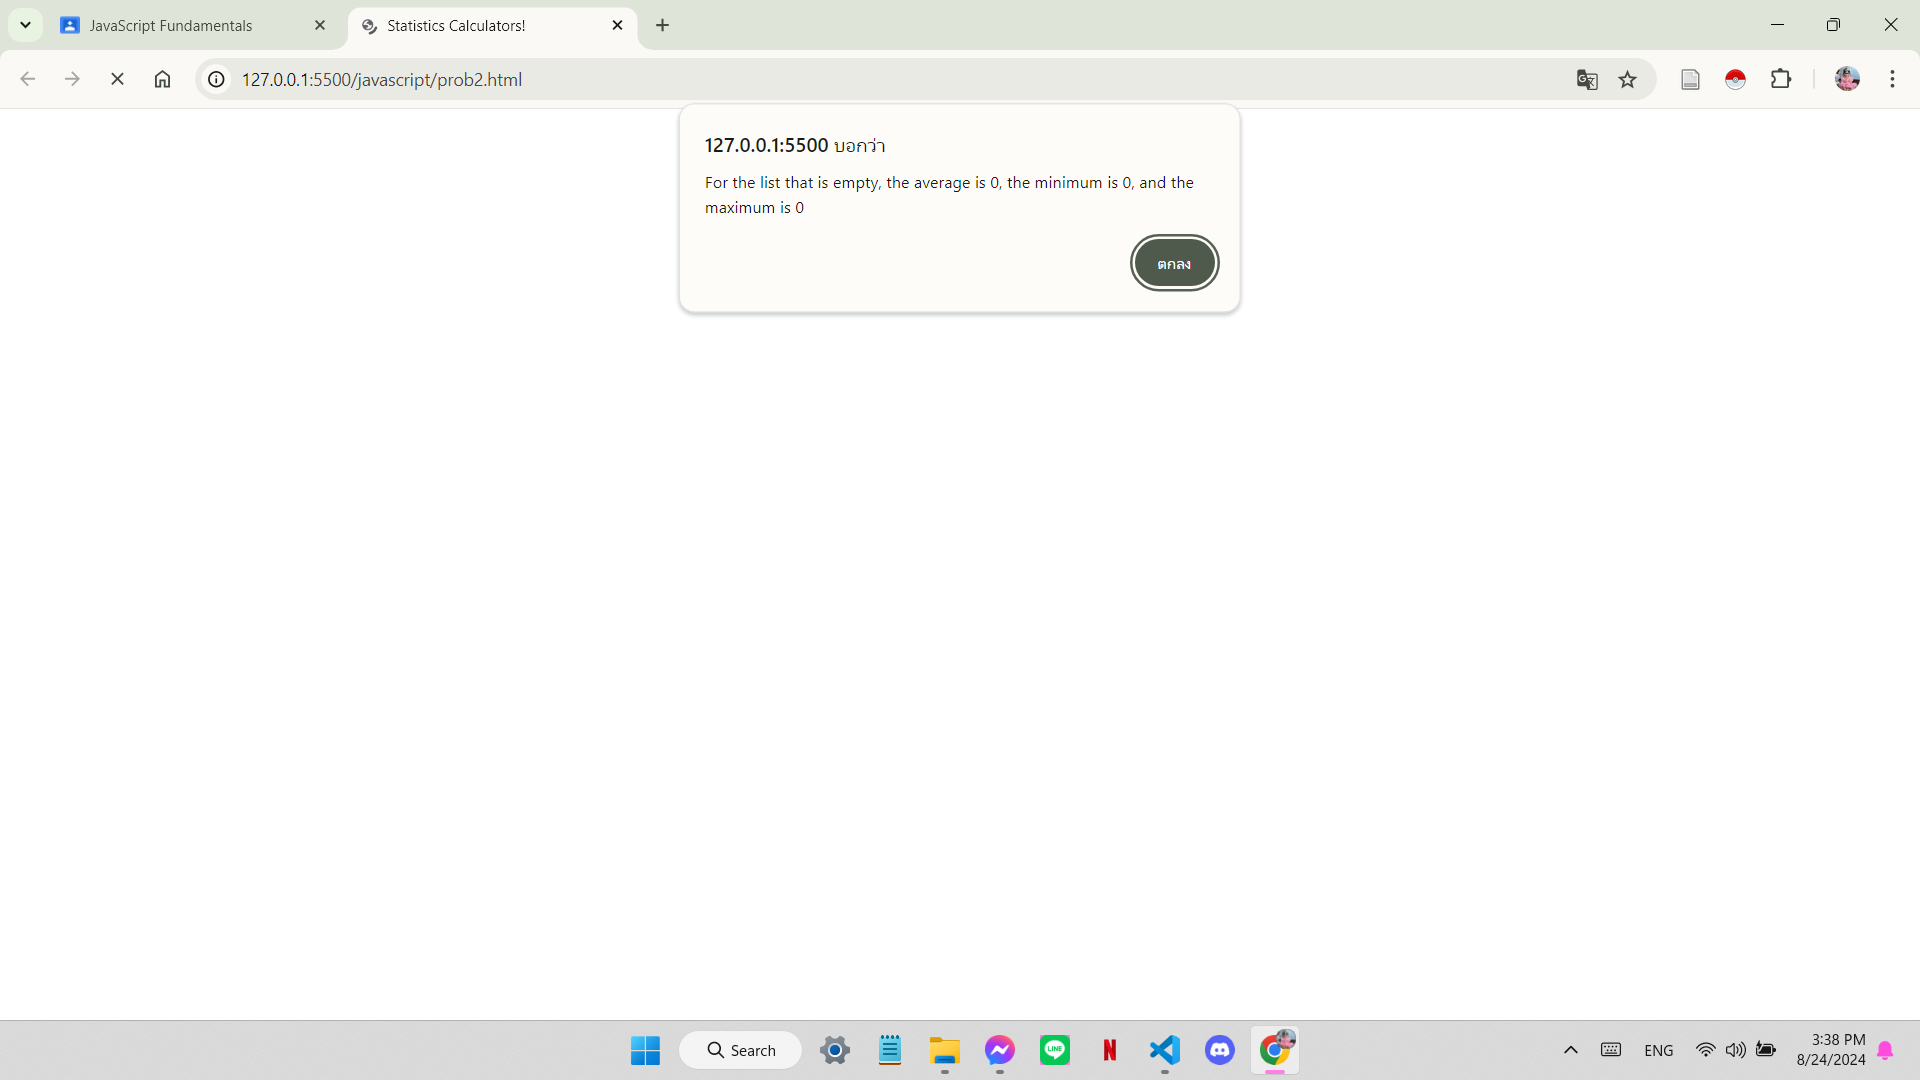 JavaScript Fundamentals
Statistics Calculators!
127.0.0.1:5500/javascript/prob2.html
127.0.0.1:5500 บอกว่า
For the list that is empty, the average is 0, the minimum is 0, and the
maximum is 0
ตกลง
Search
LINE
N
ENG
3:38 PM
8/24/2024